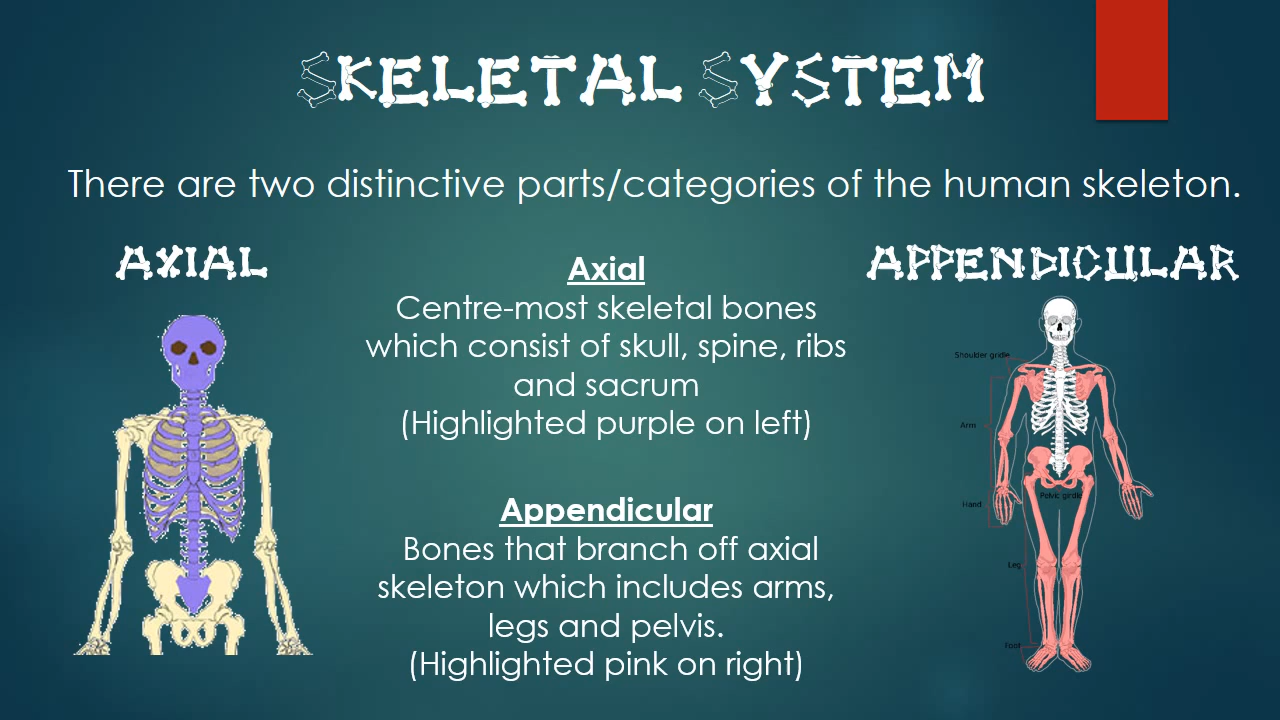 SKELETAL SYSTEM
There are two distinctive parts/categories of the human skeleton.
AXIAL
Axial
Centre-most skeletal bones
which consist of skull, spine, ribs
and sacrum
(Highlighted purple on left)
Appendicular
Bones that branch off axial
skeleton which includes arms,
legs and pelvis.
(Highlighted pink on right)
APPENDICULAR
Shoulder girdle
Arm
Hand
Pelvic girdle
Leg
Foot